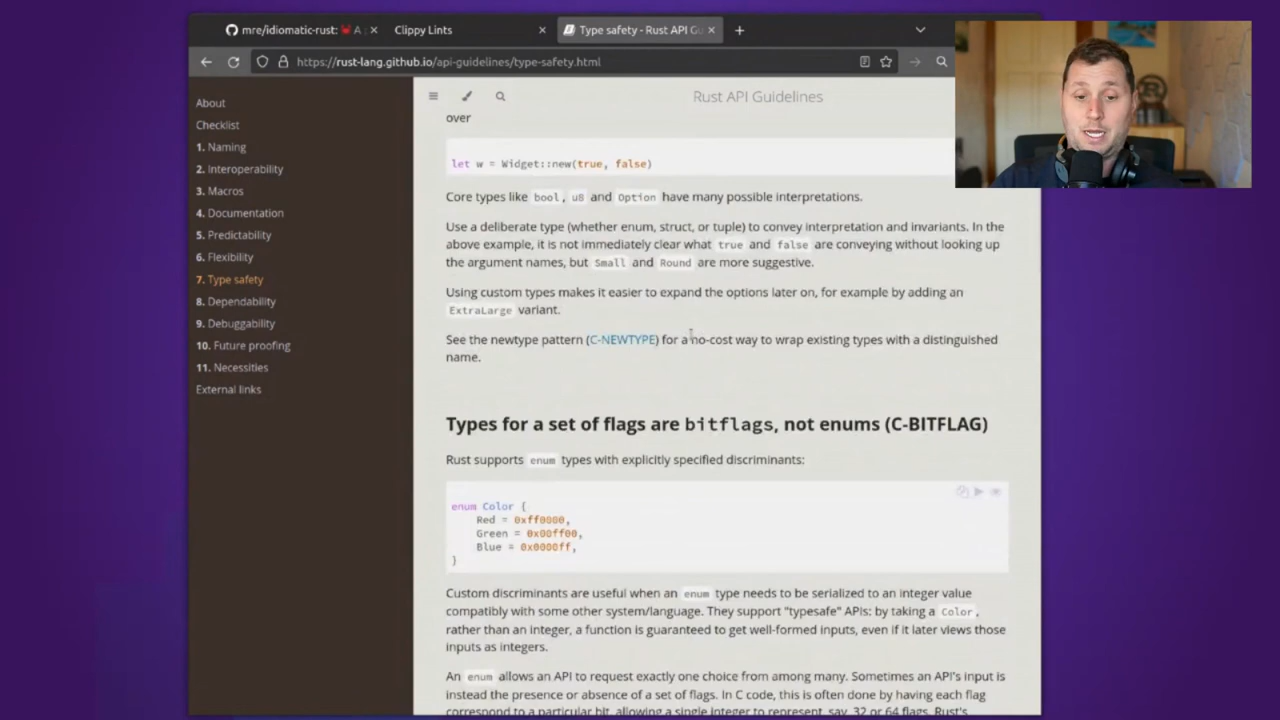 mre/idiomatic-rust: 🦀 A
Clippy Lints
Type safety - Rust API G
https://rust-lang.github.io/api-guidelines/type-safety.html
About
Checklist
1. Naming
2. Interoperability
3. Macros
4. Documentation
5. Predictability
6. Flexibility
7. Type safety
8. Dependability
9. Debuggability
10. Future proofing
11. Necessities
External links
Rust API Guidelines
over
let w = Widget::new(true, false)
Core types like bool, u8 and Option have many possible interpretations.
Use a deliberate type (whether enum, struct, or tuple) to convey interpretation and invariants. In the
above example, it is not immediately clear what true and false are conveying without looking up
the argument names, but Small and Round are more suggestive.
Using custom types makes it easier to expand the options later on, for example by adding an
ExtraLarge variant.
See the newtype pattern (C-NEWTYPE) for a no-cost way to wrap existing types with a distinguished
name.
Types for a set of flags are bitflags, not enums (C-BITFLAG)
Rust supports enum types with explicitly specified discriminants:
enum Color {
Red = 0xff0000,
Green = 0x00ff00,
Blue = 0x0000ff,
}
Custom discriminants are useful when an enum type needs to be serialized to an integer value
compatibly with some other system/language. They support "typesafe" APIs: by taking a Color,
rather than an integer, a function is guaranteed to get well-formed inputs, even if it later views those
inputs as integers.
An enum allows an API to request exactly one choice from among many. Sometimes an API's input is
instead the presence or absence of a set of flags. In C code, this is often done by having each flag
correspond to a particular bit, allowing a single integer to represent, say, 32 or 64 flags. Rust's